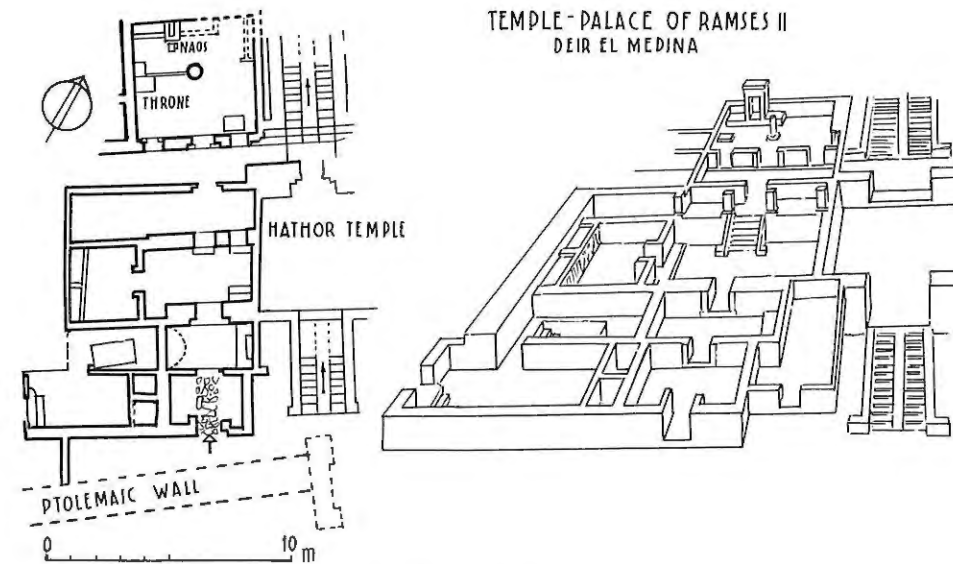 TEMPLE-PALACE OF RAMSES II
DEIR EL MEDINA
NAOS
THRONE
HATHOR TEMPLE
PTOLEMAIC WALL
0 10 m